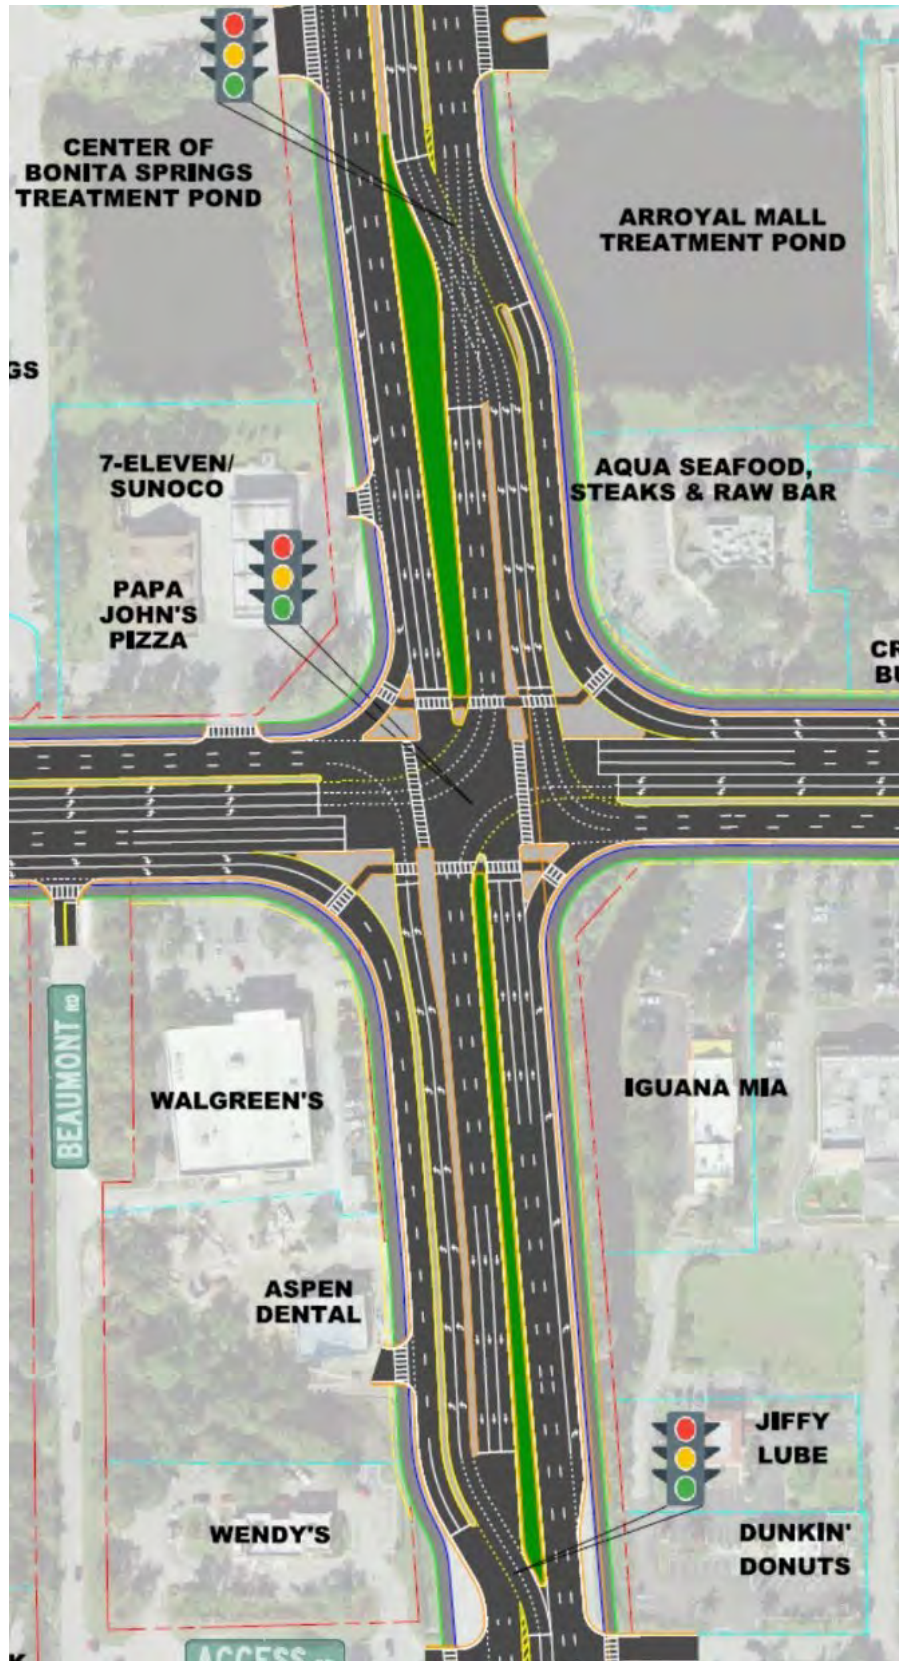 CENTER OF
BONITA SPRINGS
TREATMENT POND
ARROYAL MALL
TREATMENT POND
GS
7-ELEVEN/
SUNOCO
AQUA SEAFOOD,
STEAKS & RAW BAR
PAPA
JOHN'S
PIZZA
CR
BU
BEAUMONT RD
WALGREEN'S
IGUANA MIA
ASPEN
DENTAL
JIFFY
LUBE
WENDY'S
DUNKIN'
DONUTS
ACCESS RD
K